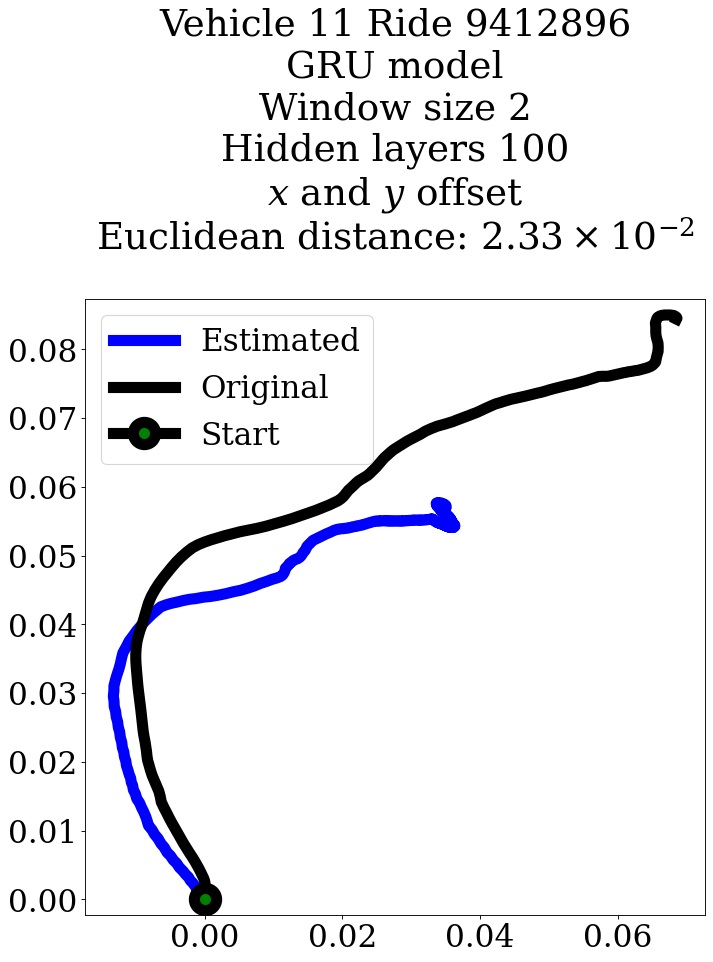 Vehicle 11 Ride 9412896
GRU model
Window size 2
Hidden layers 100
x and y offset
Euclidean distance: 2.33 × 10⁻²
Estimated
Original
Start
0.08
0.07
0.06
0.05
0.04
0.03
0.02
0.01
0.00
0.00 0.02 0.04 0.06